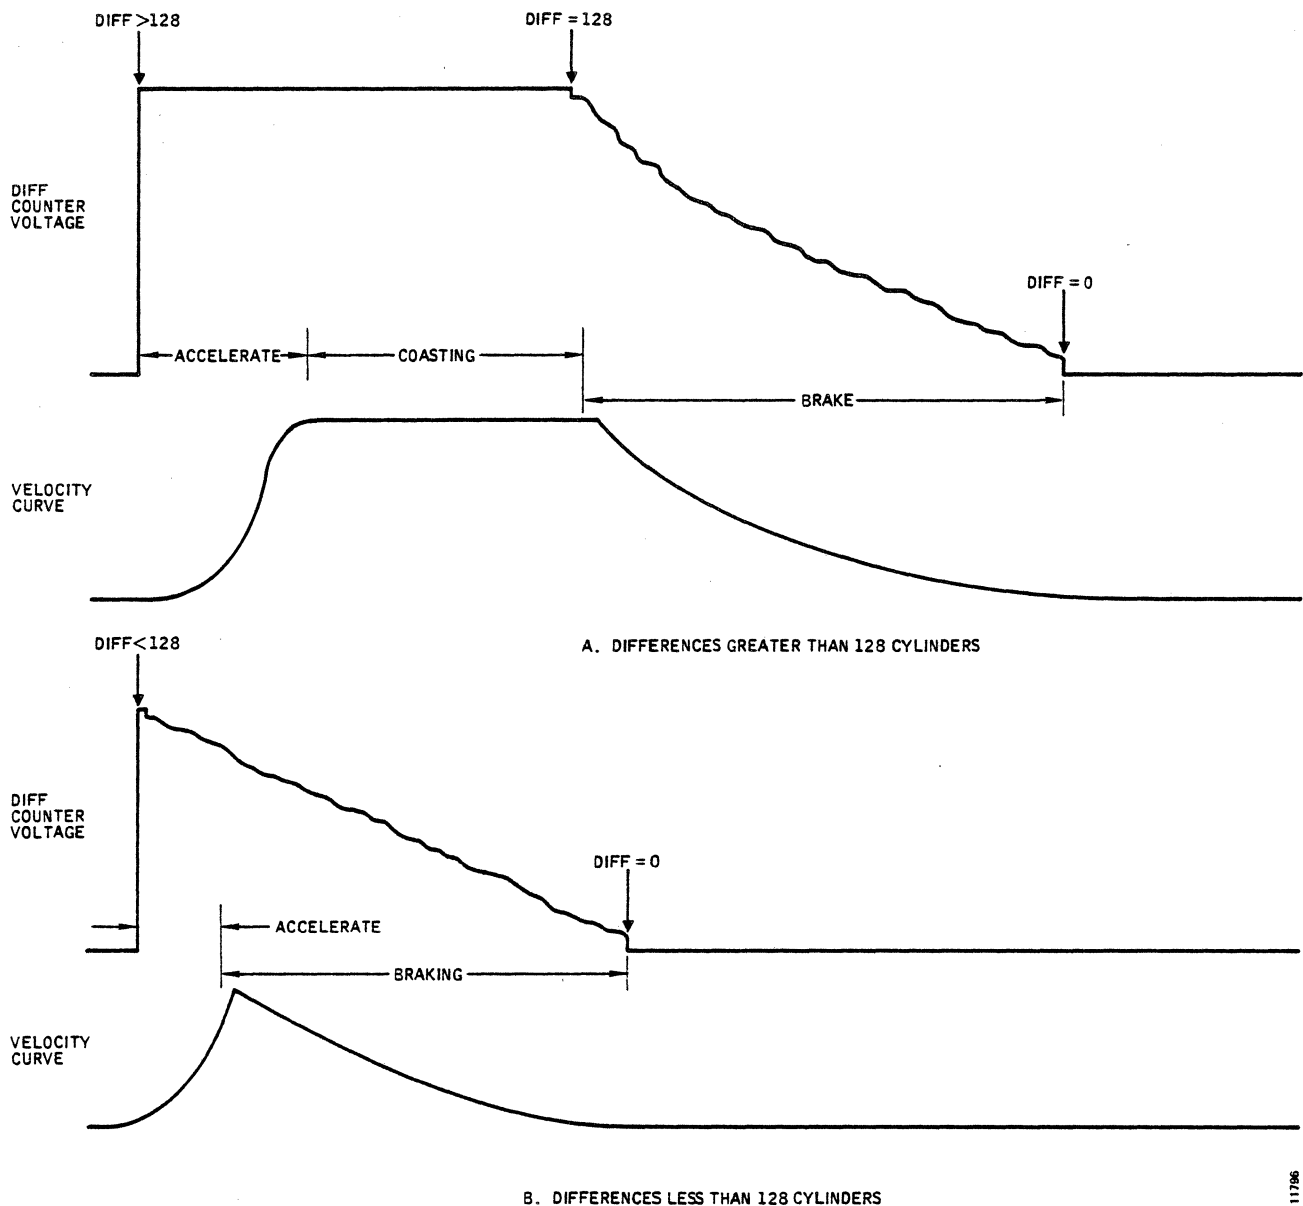 DIFF>128
DIFF = 128
DIFF
COUNTER
VOLTAGE
DIFF = 0
ACCELERATE
COASTING
BRAKE
VELOCITY
CURVE
A. DIFFERENCES GREATER THAN 128 CYLINDERS
DIFF<128
DIFF
COUNTER
VOLTAGE
DIFF = 0
ACCELERATE
BRAKING
VELOCITY
CURVE
B. DIFFERENCES LESS THAN 128 CYLINDERS
11796